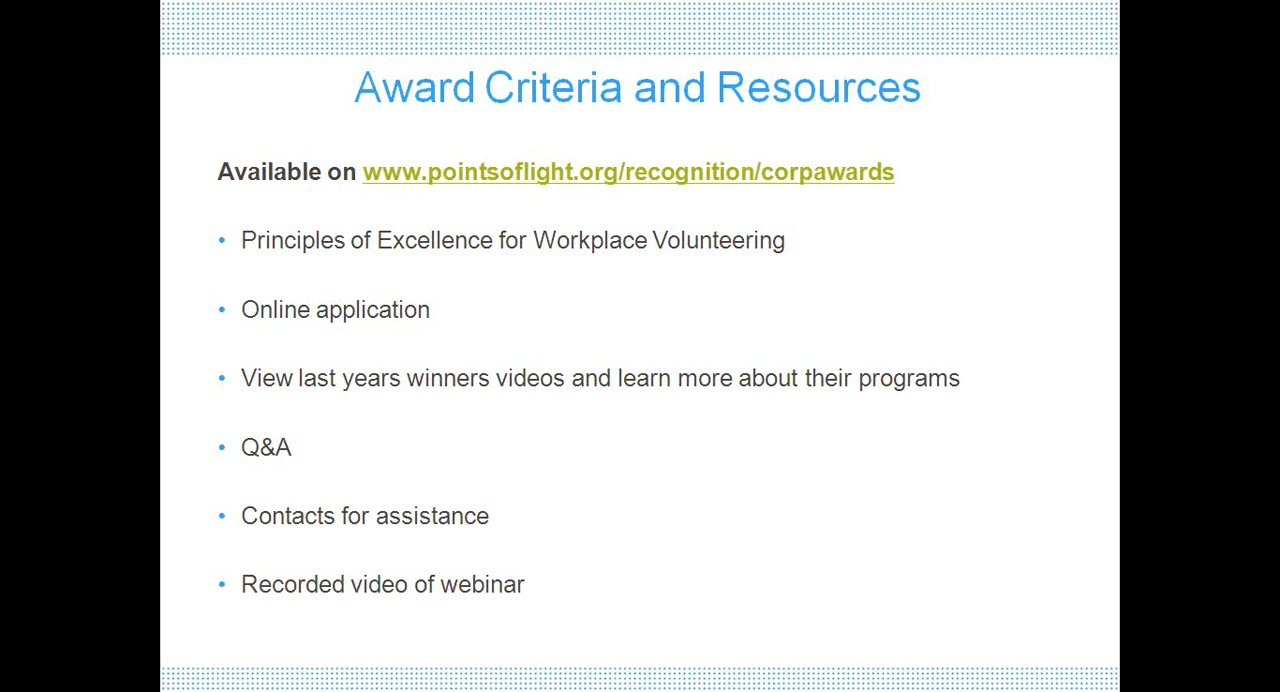 Award Criteria and Resources
Available on www.pointsoflight.org/recognition/corpawards
• Principles of Excellence for Workplace Volunteering
• Online application
• View last years winners videos and learn more about their programs
• Q&A
• Contacts for assistance
• Recorded video of webinar